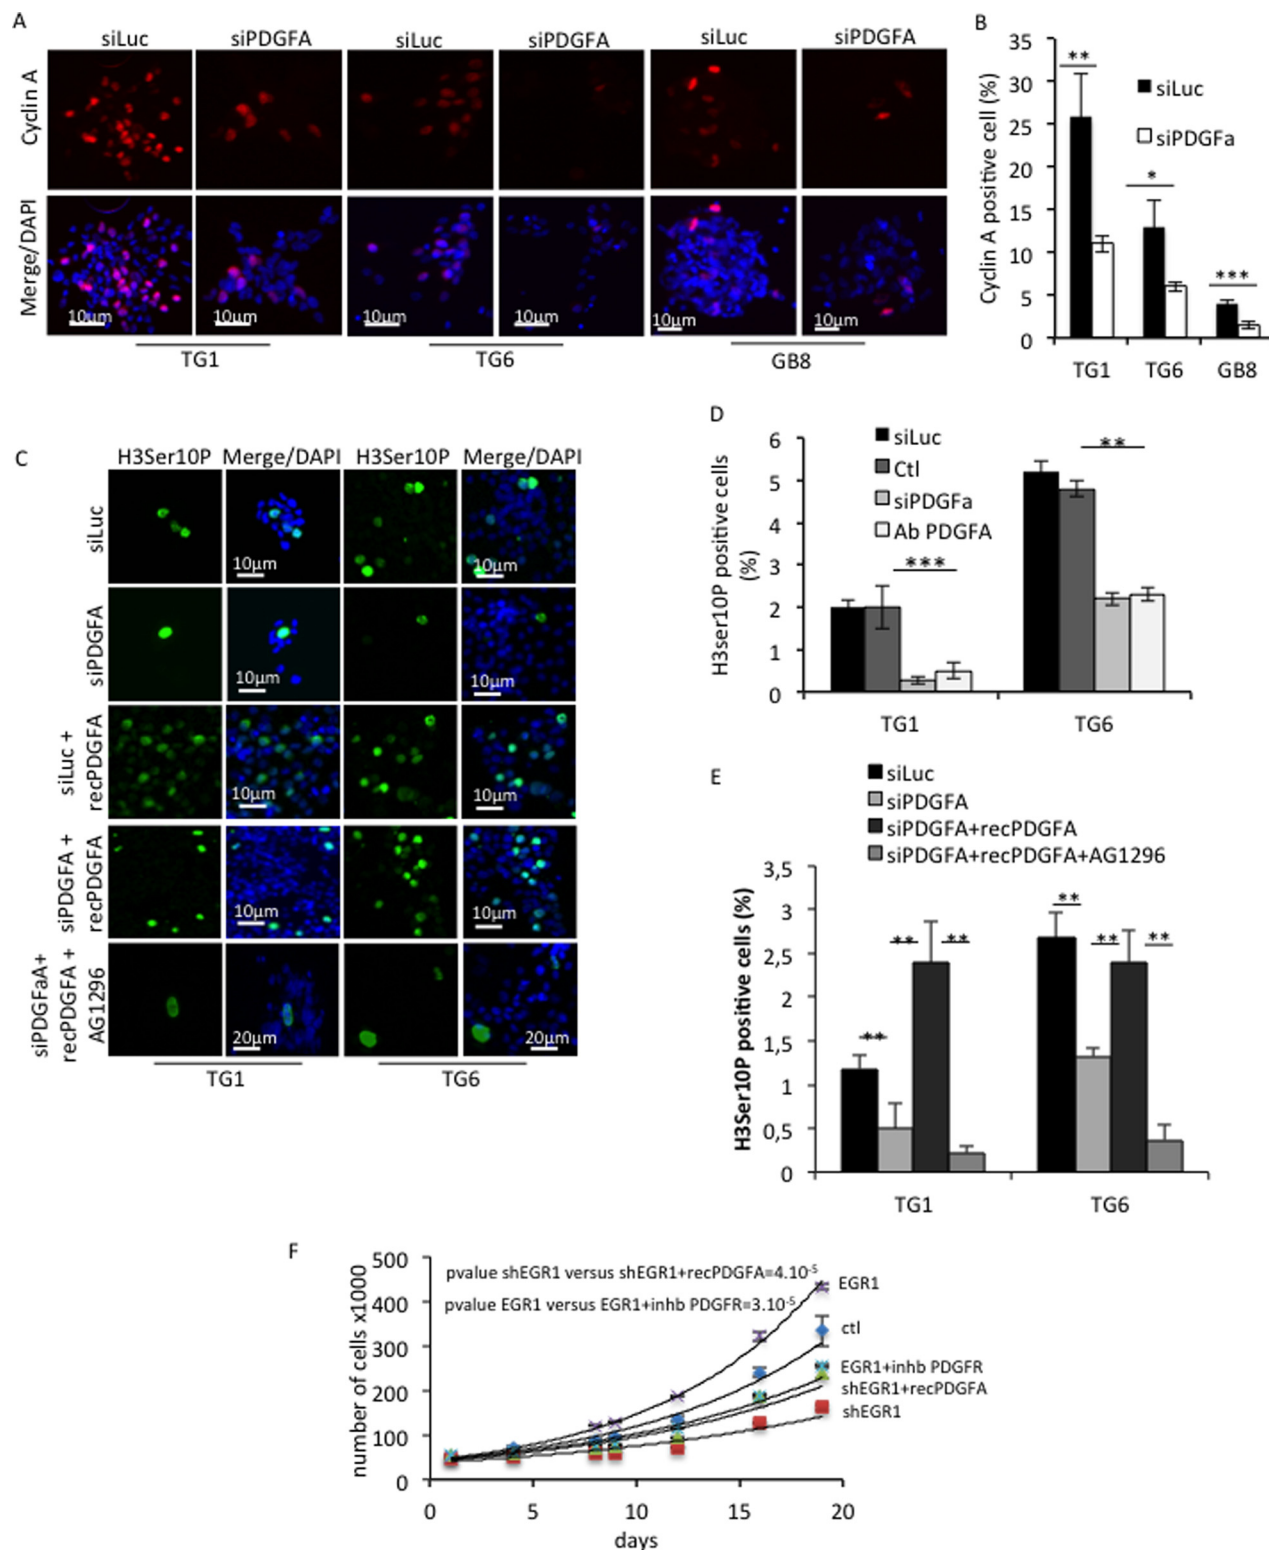 A
siLuc siPDGFA siLuc siPDGFA siLuc siPDGFA
Cyclin A
Merge/DAPI
10µm 10µm 10µm 10µm 10µm 10µm
TG1 TG6 GB8
B
Cyclin A positive cell (%)
35
30
25
20
15
10
5
0
** * ***
siLuc
siPDGFa
TG1 TG6 GB8
C
H3Ser10P Merge/DAPI H3Ser10P Merge/DAPI
siLuc
10µm 10µm
siPDGFA
10µm 10µm
siLuc +
recPDGFA
10µm 10µm
siPDGFA +
recPDGFA
10µm 10µm
siPDGFaA+
recPDGFA +
AG1296
20µm 20µm
TG1 TG6
D
H3ser10P positive cells
(%)
6
5
4
3
2
1
0
siLuc
Ctl
siPDGFa
Ab PDGFA
*** **
TG1 TG6
E
siLuc
siPDGFA
siPDGFA+recPDGFA
siPDGFA+recPDGFA+AG1296
H3Ser10P positive cells (%)
3,5
3
2,5
2
1,5
1
0,5
0
** ** ** ** ** **
TG1 TG6
F
number of cells x1000
500
400
300
200
100
0
pvalue shEGR1 versus shEGR1+recPDGFA=4.10⁻⁵
pvalue EGR1 versus EGR1+inhb PDGFR=3.10⁻⁵
EGR1
ctl
EGR1+inhb PDGFR
shEGR1+recPDGFA
shEGR1
0 5 10 15 20
days